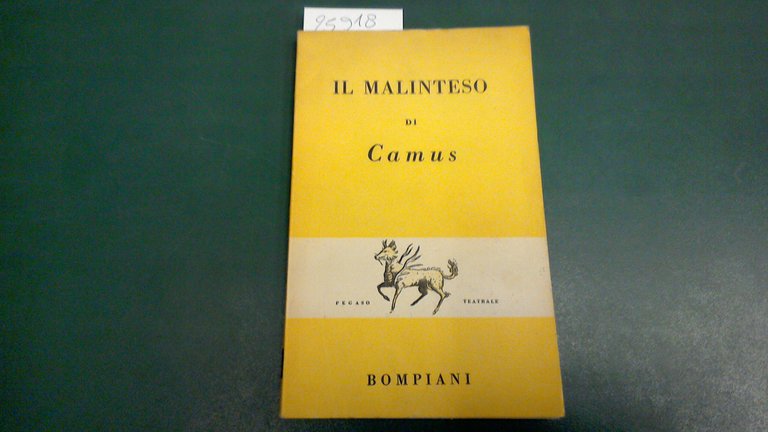 95918
IL MALINTESO
DI
Camus
PEGASO TEATRALE
BOMPIANI